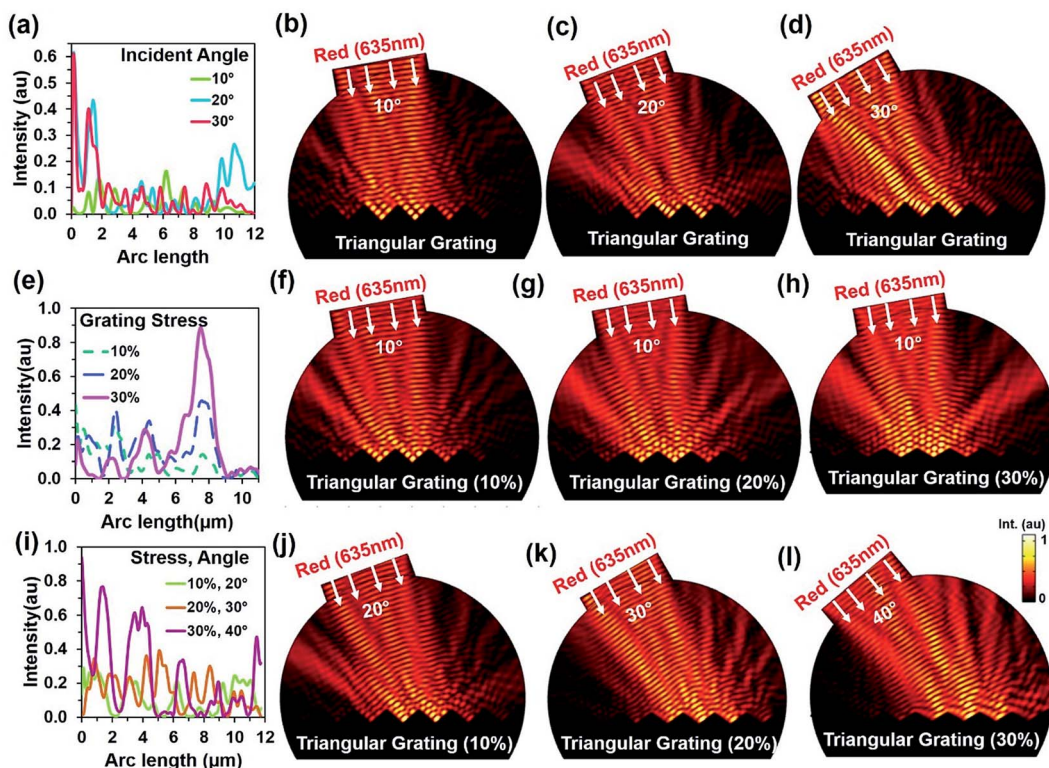 (a)
Intensity (au)
0.6
0.5
0.4
0.3
0.2
0.1
0.0
Incident Angle
10°
20°
30°
0 2 4 6 8 10 12
Arc length
(b)
Red (635nm)
10°
Triangular Grating
(c)
Red (635nm)
20°
Triangular Grating
(d)
Red (635nm)
30°
Triangular Grating
(e)
Intensity(au)
1.0
0.8
0.6
0.4
0.2
0.0
Grating Stress
10%
20%
30%
0 2 4 6 8 10
Arc length(µm)
(f)
Red (635nm)
10°
Triangular Grating (10%)
(g)
Red (635nm)
10°
Triangular Grating (20%)
(h)
Red (635nm)
10°
Triangular Grating (30%)
(i)
Intensity(au)
1.0
0.8
0.6
0.4
0.2
0.0
Stress, Angle
10%, 20°
20%, 30°
30%, 40°
0 2 4 6 8 10 12
Arc length (µm)
(j)
Red (635nm)
20°
Triangular Grating (10%)
(k)
Red (635nm)
30°
Triangular Grating (20%)
Int. (au)
1
0
(l)
Red (635nm)
40°
Triangular Grating (30%)